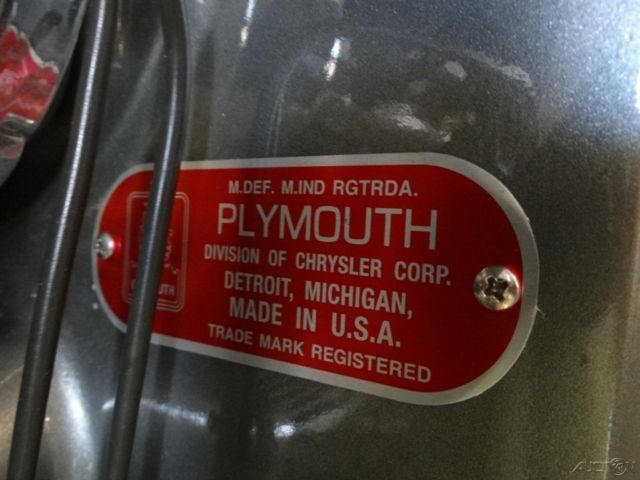 M.DEF. M.IND RGTRDA.
PLYMOUTH
DIVISION OF CHRYSLER CORP.
DETROIT, MICHIGAN,
MADE IN U.S.A.
TRADE MARK REGISTERED